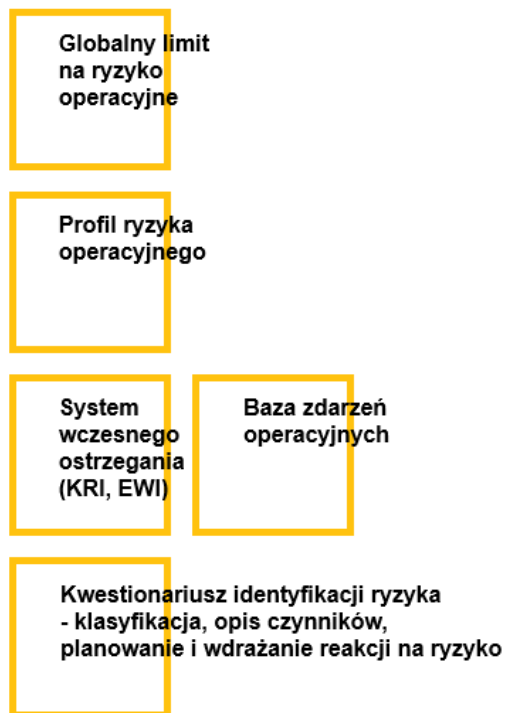 Globalny limit
na ryzyko
operacyjne
Profil ryzyka
operacyjnego
System
wczesnego
ostrzegania
(KRI, EWI)
Baza zdarzeń
operacyjnych
Kwestionariusz identyfikacji ryzyka
- klasyfikacja, opis czynników,
planowanie i wdrażanie reakcji na ryzyko